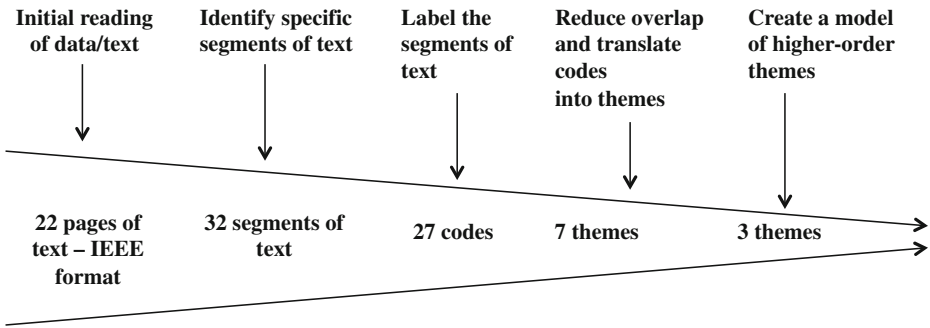 Initial reading
of data/text
Identify specific
segments of text
Label the
segments of
text
Reduce overlap
and translate
codes
into themes
Create a model
of higher-order
themes
22 pages of
text – IEEE
format
32 segments of
text
27 codes
7 themes
3 themes